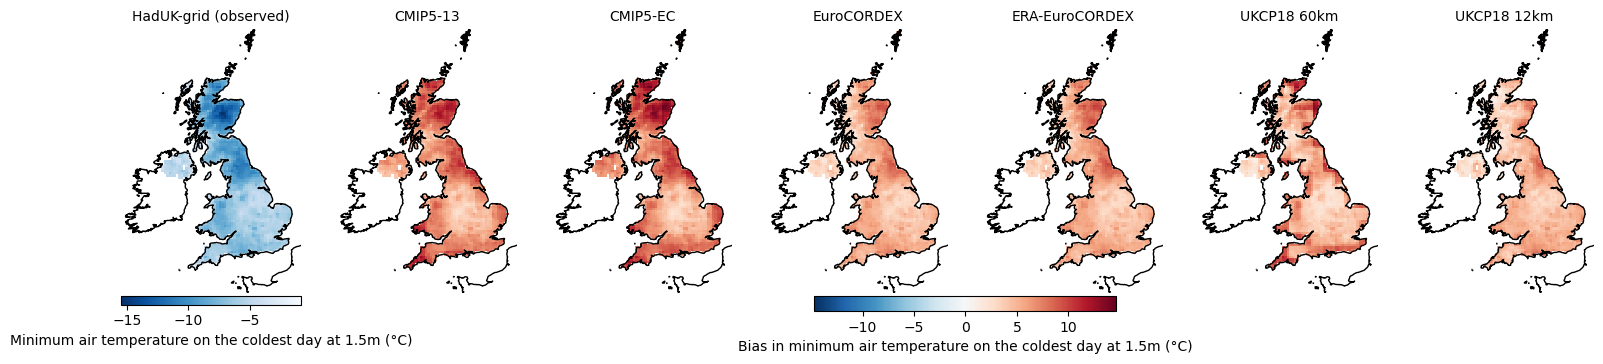 HadUK-grid (observed)
CMIP5-13
CMIP5-EC
EuroCORDEX
ERA-EuroCORDEX
UKCP18 60km
UKCP18 12km
−15 −10 −5
Minimum air temperature on the coldest day at 1.5m (°C)
−10 −5 0 5 10
Bias in minimum air temperature on the coldest day at 1.5m (°C)